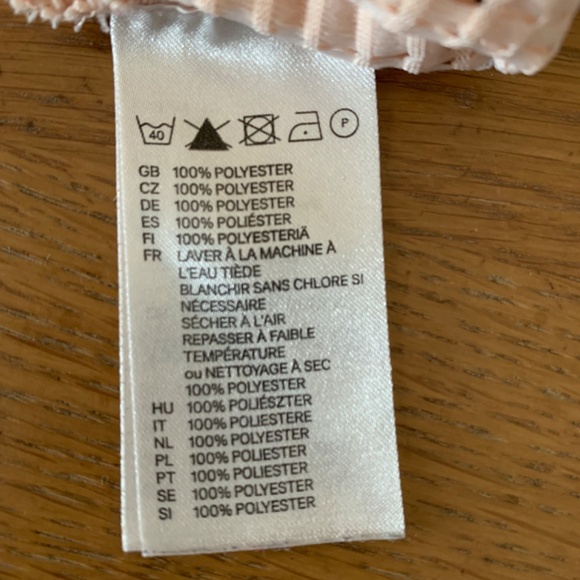 40 P
GB 100% POLYESTER
CZ 100% POLYESTER
DE 100% POLYESTER
ES 100% POLIÉSTER
FI 100% POLYESTERIÄ
FR LAVER À LA MACHINE À
L'EAU TIÈDE
BLANCHIR SANS CHLORE SI
NÉCESSAIRE
SÉCHER À L'AIR
REPASSER À FAIBLE
TEMPÉRATURE
ou NETTOYAGE À SEC
100% POLYESTER
HU 100% POLIÉSZTER
IT 100% POLIESTERE
NL 100% POLYESTER
PL 100% POLIESTER
PT 100% POLIESTER
SE 100% POLYESTER
SI 100% POLYESTER